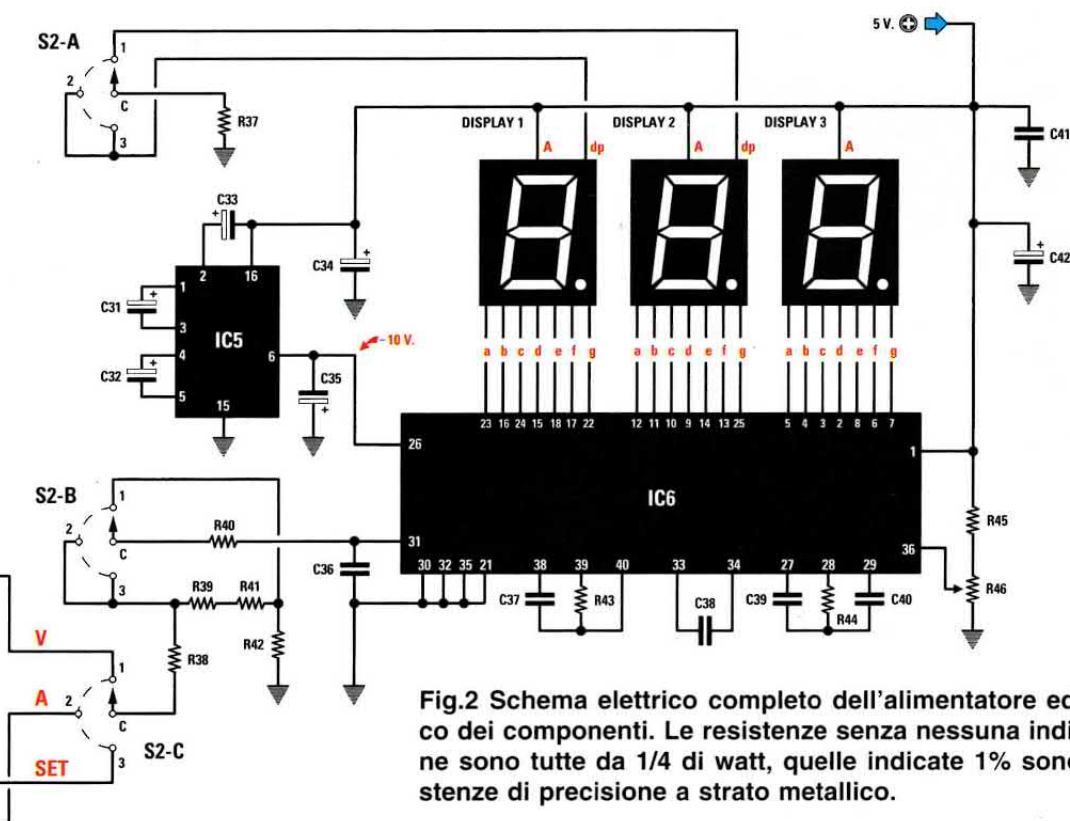 5 V.
S2-A
1
2
C
3
R37
DISPLAY 1
DISPLAY 2
DISPLAY 3
A
dp
A
dp
A
C41
C33
+
C34
+
C42
+
2
16
C31
+
1
3
IC5
6
C32
+
4
5
15
- 10 V.
C35
+
a b c d e f g
a b c d e f g
a b c d e f g
23 16 24 15 18 17 22
12 11 10 9 14 13 25
5 4 3 2 8 6 7
26
1
IC6
S2-B
1
2
C
3
R40
31
36
R45
R46
C36
30 32 35 21
38 39 40
33 34
27 28 29
C37
R43
C38
C39
R44
C40
R39
R41
R38
R42
V
A
SET
1
2
C
3
S2-C
Fig.2 Schema elettrico completo dell'alimentatore ed
co dei componenti. Le resistenze senza nessuna indi
ne sono tutte da 1/4 di watt, quelle indicate 1% sono
stenze di precisione a strato metallico.